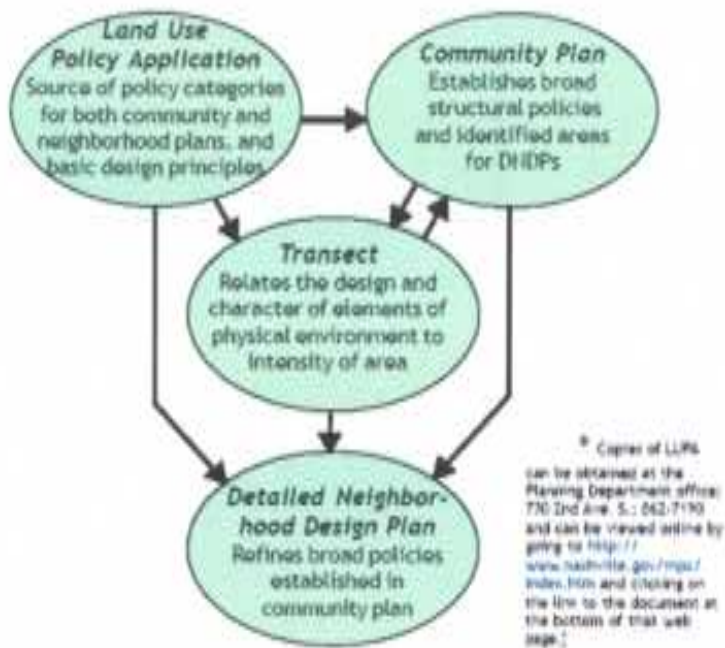 Land Use
Policy Application
Source of policy categories
for both community and
neighborhood plans, and
basic design principles
Community Plan
Establishes broad
structural policies
and identified areas
for DNDPs
Transect
Relates the design and
character of elements of
physical environment to
intensity of area
Detailed Neighbor-
hood Design Plan
Refines broad policies
established in
community plan
Copies of LUPA
can be obtained at the
Planning Department office:
730 2nd Ave. S.; 862-7190
and can be viewed online by
going to http://
www.nashville.gov/mpc/
index.htm and clicking on
the link to the document at
the bottom of that web
page.